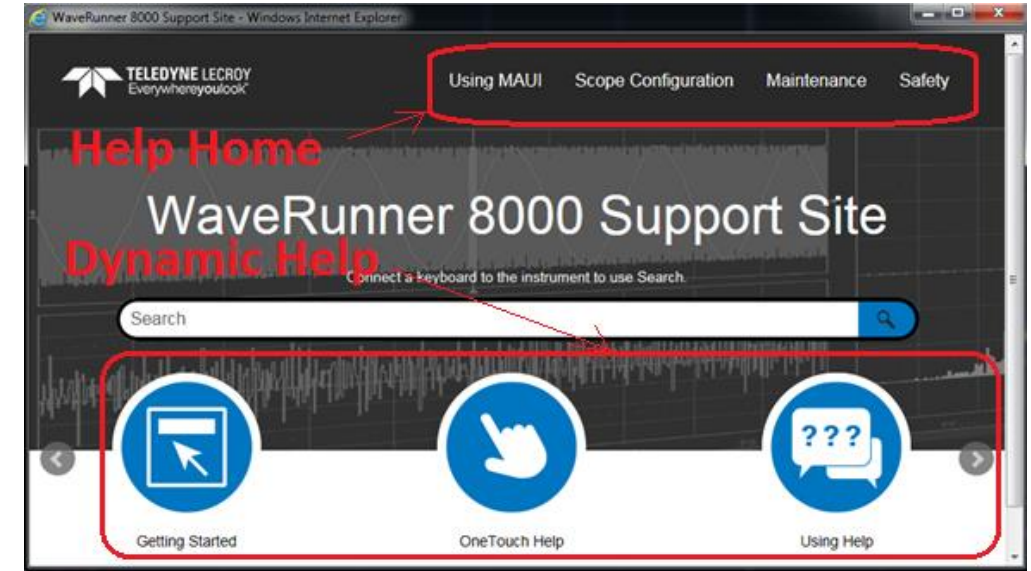 WaveRunner 8000 Support Site - Windows Internet Explorer
TELEDYNE LECROY
Everywhereyoulook
Using MAUI Scope Configuration Maintenance Safety
Help Home
WaveRunner 8000 Support Site
Dynamic Help
Connect a keyboard to the instrument to use Search.
Search
???
Getting Started OneTouch Help Using Help